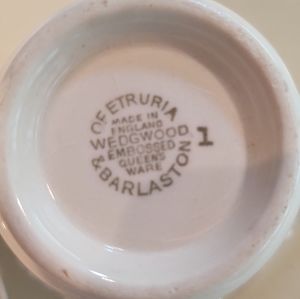 OF ETRURIA
MADE IN
ENGLAND
WEDGWOOD
EMBOSSED
QUEENS
WARE
& BARLASTON
1